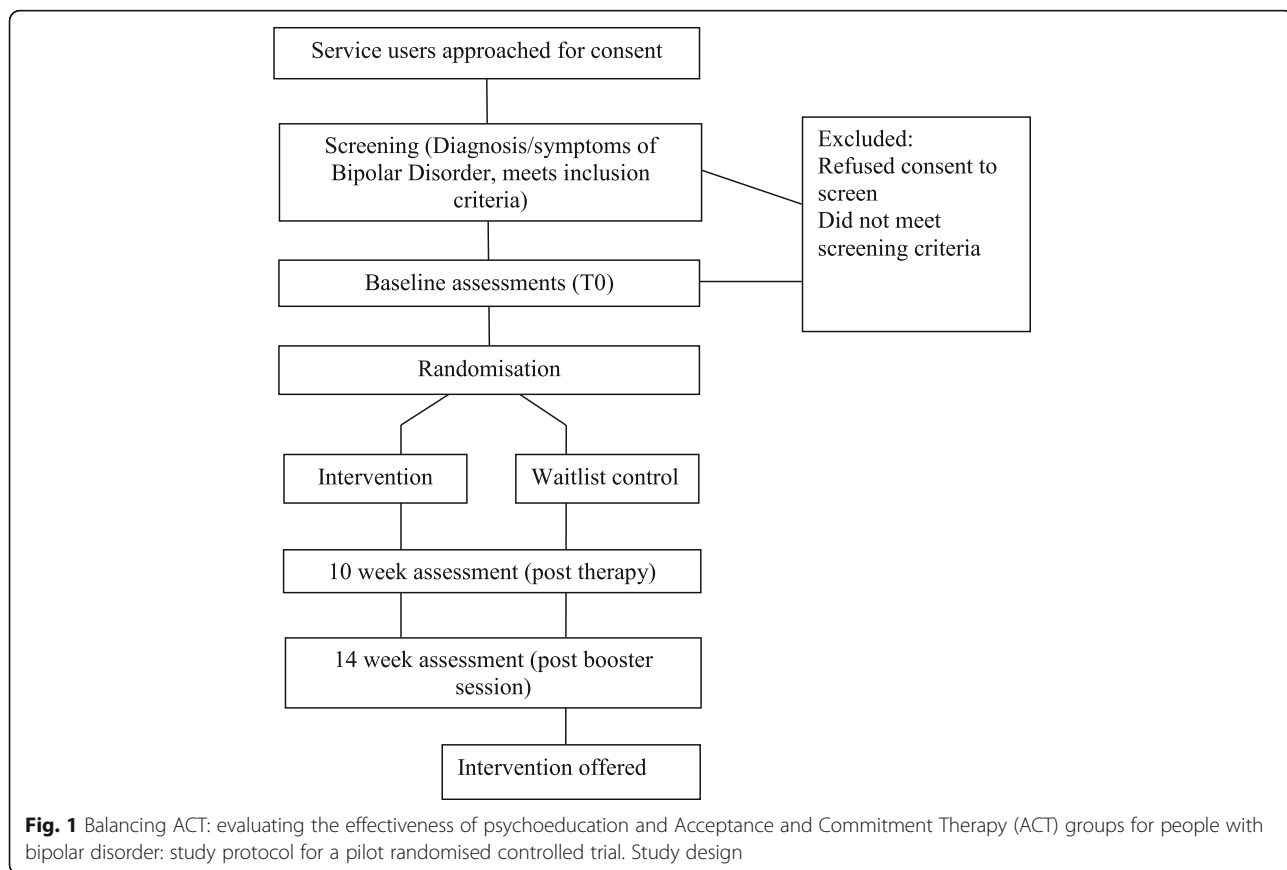 Service users approached for consent
Screening (Diagnosis/symptoms of
Bipolar Disorder, meets inclusion
criteria)
Excluded:
Refused consent to
screen
Did not meet
screening criteria
Baseline assessments (T0)
Randomisation
Intervention
Waitlist control
10 week assessment (post therapy)
14 week assessment (post booster
session)
Intervention offered
Fig. 1 Balancing ACT: evaluating the effectiveness of psychoeducation and Acceptance and Commitment Therapy (ACT) groups for people with
bipolar disorder: study protocol for a pilot randomised controlled trial. Study design